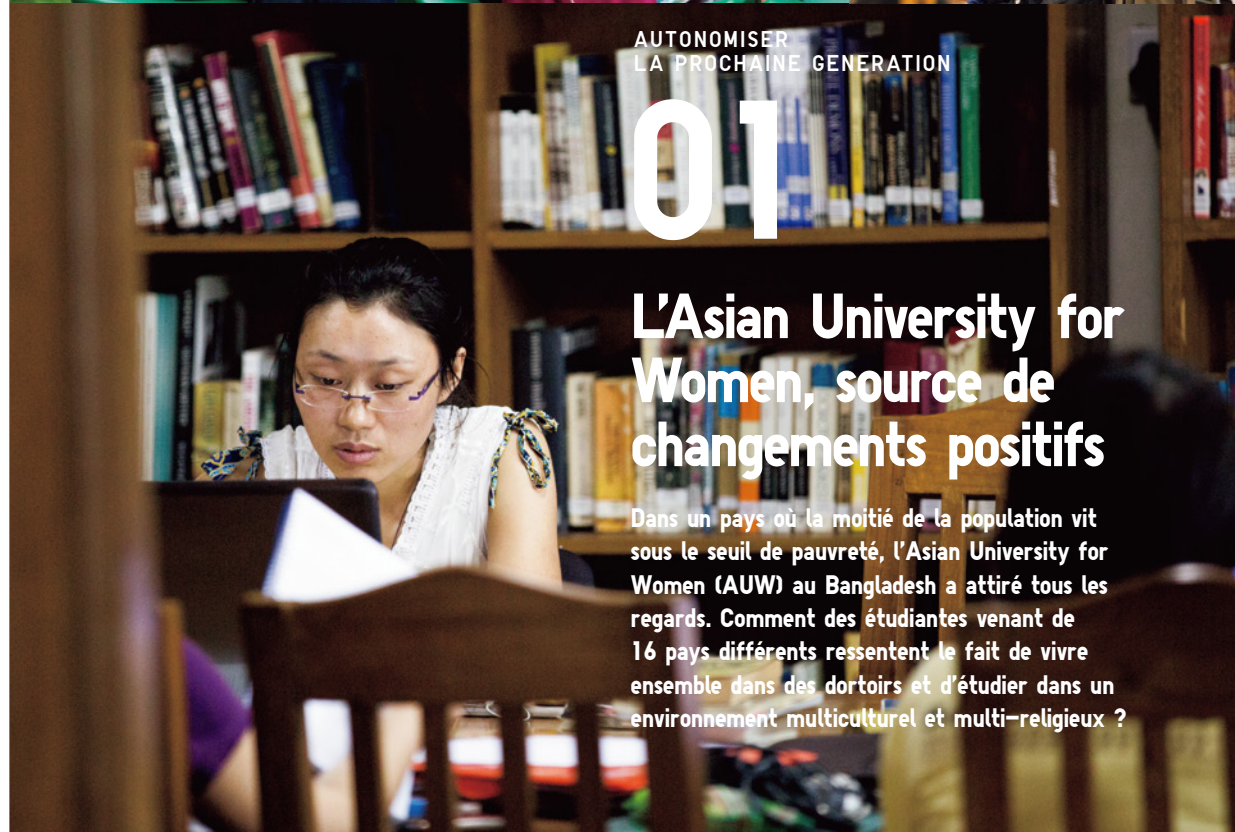 AUTONOMISER
LA PROCHAINE GENERATION
01
L'Asian University for
Women, source de
changements positifs
Dans un pays où la moitié de la population vit
sous le seuil de pauvreté, l'Asian University for
Women (AUW) au Bangladesh a attiré tous les
regards. Comment des étudiantes venant de
16 pays différents ressentent le fait de vivre
ensemble dans des dortoirs et d'étudier dans un
environnement multiculturel et multi-religieux ?